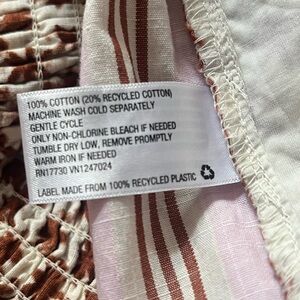 100% COTTON (20% RECYCLED COTTON)
MACHINE WASH COLD SEPARATELY
GENTLE CYCLE
ONLY NON-CHLORINE BLEACH IF NEEDED
TUMBLE DRY LOW, REMOVE PROMPTLY
WARM IRON IF NEEDED
RN17730 VN1247024
LABEL MADE FROM 100% RECYCLED PLASTIC